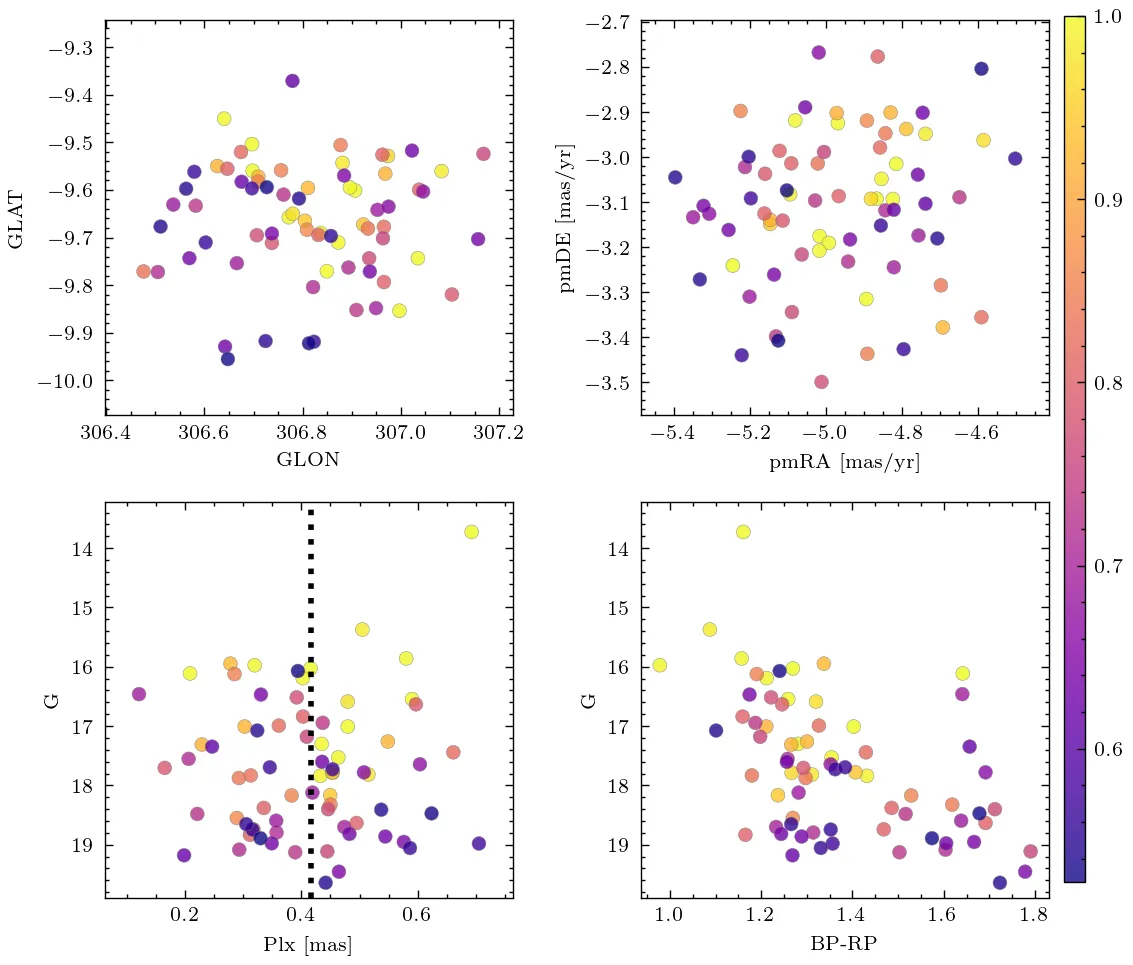 −9.3
−9.4
−9.5
−9.6
−9.7
−9.8
−9.9
−10.0
GLAT
306.4 306.6 306.8 307.0 307.2
GLON
−2.7
−2.8
−2.9
−3.0
−3.1
−3.2
−3.3
−3.4
−3.5
pmDE [mas/yr]
−5.4 −5.2 −5.0 −4.8 −4.6
pmRA [mas/yr]
1.0
0.9
0.8
0.7
0.6
14
15
16
17
18
19
G
0.2 0.4 0.6
Plx [mas]
14
15
16
17
18
19
G
1.0 1.2 1.4 1.6 1.8
BP-RP